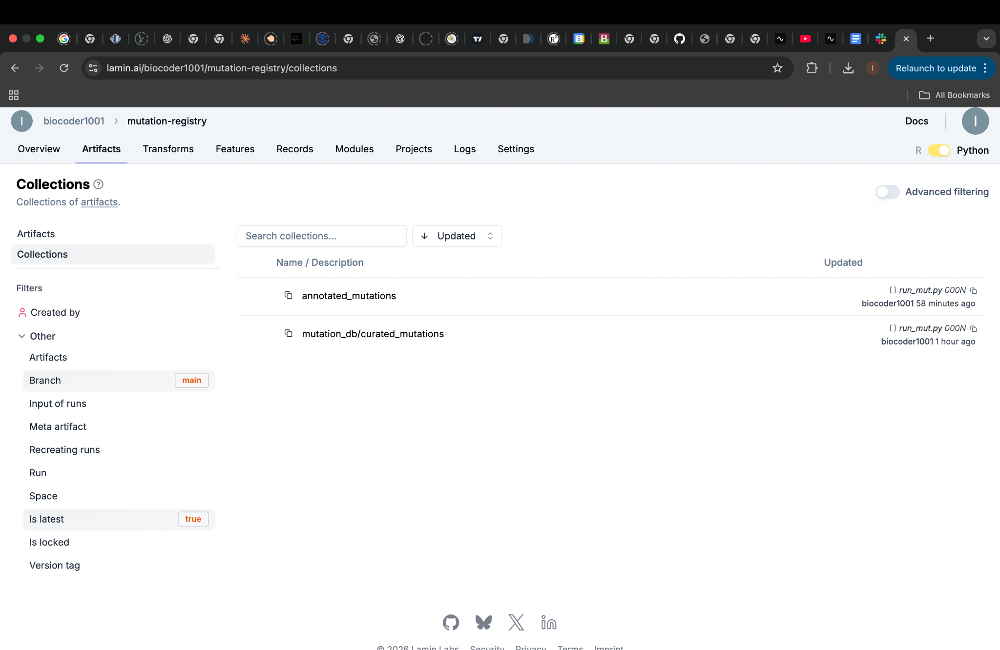 lamin.ai/biocoder1001/mutation-registry/collections
I
Relaunch to update
All Bookmarks
I
biocoder1001 > mutation-registry
Docs
I
Overview
Artifacts
Transforms
Features
Records
Modules
Projects
Logs
Settings
R
Python
Collections ?
Collections of artifacts.
Advanced filtering
Artifacts
Collections
Filters
Created by
Other
Artifacts
Branch main
Input of runs
Meta artifact
Recreating runs
Run
Space
Is latest true
Is locked
Version tag
Search collections...
Updated
Name / Description
Updated
annotated_mutations
{} run_mut.py 000N
biocoder1001 58 minutes ago
mutation_db/curated_mutations
{} run_mut.py 000N
biocoder1001 1 hour ago
© 2026 Lamin Labs Security Privacy Terms Imprint